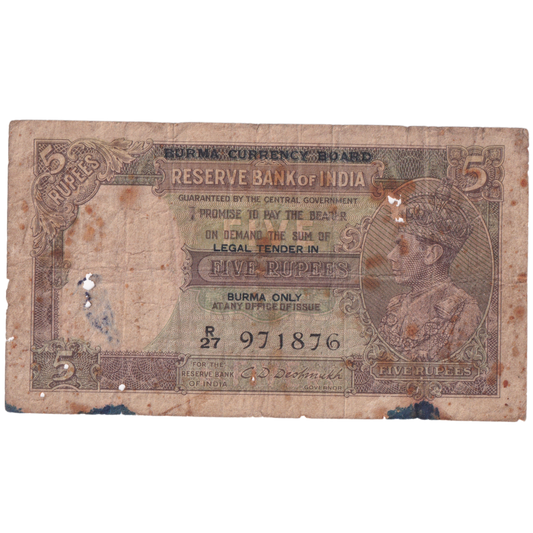 5 RUPEES
BURMA CURRENCY BOARD
5
RESERVE BANK OF INDIA
GUARANTEED BY THE CENTRAL GOVERNMENT
I PROMISE TO PAY THE BEARER
ON DEMAND THE SUM OF
LEGAL TENDER IN
FIVE RUPEES
BURMA ONLY
AT ANY OFFICE OF ISSUE
R/27 971876
5
FOR THE
RESERVE BANK
OF INDIA
C. D. Deshmukh
GOVERNOR
FIVE RUPEES